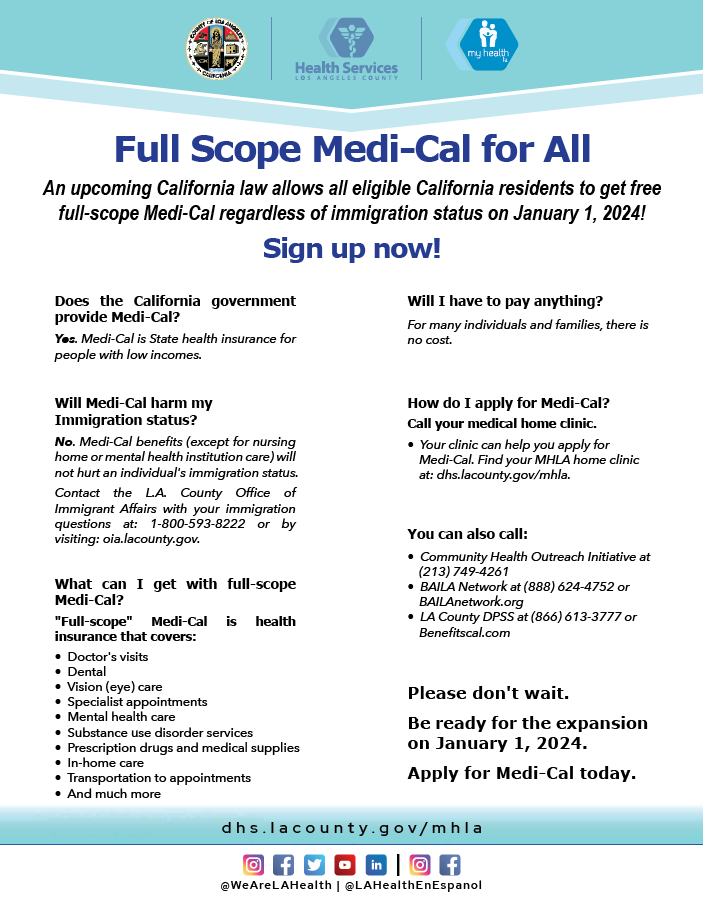 COUNTY OF LOS ANGELES
CALIFORNIA
Health Services
LOS ANGELES COUNTY
my health
la
Full Scope Medi-Cal for All
An upcoming California law allows all eligible California residents to get free
full-scope Medi-Cal regardless of immigration status on January 1, 2024!
Sign up now!
Does the California government
provide Medi-Cal?
Yes. Medi-Cal is State health insurance for
people with low incomes.
Will Medi-Cal harm my
Immigration status?
No. Medi-Cal benefits (except for nursing
home or mental health institution care) will
not hurt an individual's immigration status.
Contact the L.A. County Office of
Immigrant Affairs with your immigration
questions at: 1-800-593-8222 or by
visiting: oia.lacounty.gov.
What can I get with full-scope
Medi-Cal?
"Full-scope" Medi-Cal is health
insurance that covers:
• Doctor's visits
• Dental
• Vision (eye) care
• Specialist appointments
• Mental health care
• Substance use disorder services
• Prescription drugs and medical supplies
• In-home care
• Transportation to appointments
• And much more
Will I have to pay anything?
For many individuals and families, there is
no cost.
How do I apply for Medi-Cal?
Call your medical home clinic.
• Your clinic can help you apply for
Medi-Cal. Find your MHLA home clinic
at: dhs.lacounty.gov/mhla.
You can also call:
• Community Health Outreach Initiative at
(213) 749-4261
• BAILA Network at (888) 624-4752 or
BAILAnetwork.org
• LA County DPSS at (866) 613-3777 or
Benefitscal.com
Please don't wait.
Be ready for the expansion
on January 1, 2024.
Apply for Medi-Cal today.
dhs.lacounty.gov/mhla
@WeAreLAHealth | @LAHealthEnEspanol